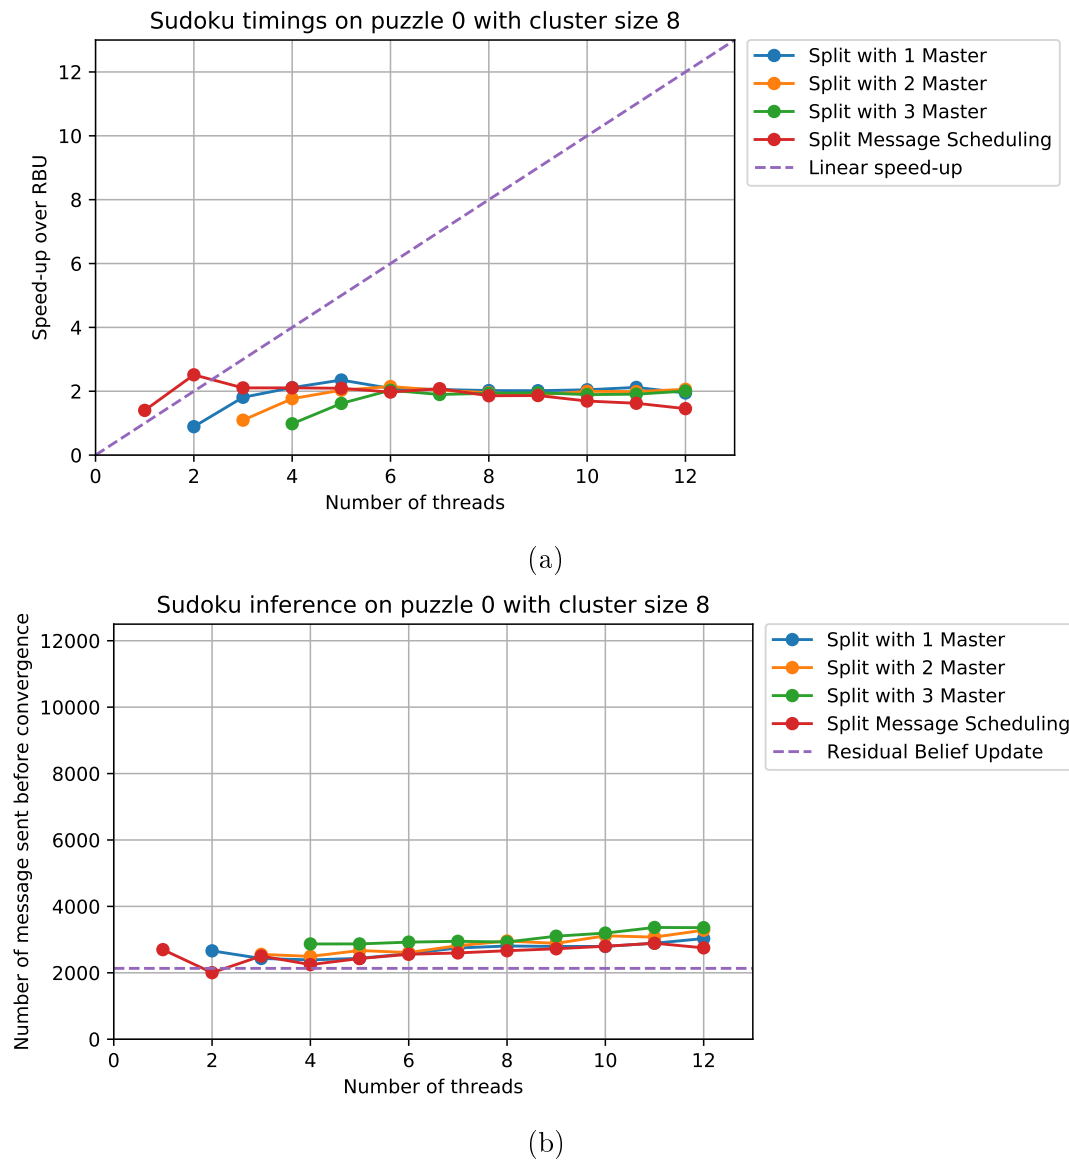 Sudoku timings on puzzle 0 with cluster size 8
Speed-up over RBU
12
10
8
6
4
2
0
0 2 4 6 8 10 12
Number of threads
Split with 1 Master
Split with 2 Master
Split with 3 Master
Split Message Scheduling
Linear speed-up
(a)
Sudoku inference on puzzle 0 with cluster size 8
Number of message sent before convergence
12000
10000
8000
6000
4000
2000
0
0 2 4 6 8 10 12
Number of threads
Split with 1 Master
Split with 2 Master
Split with 3 Master
Split Message Scheduling
Residual Belief Update
(b)